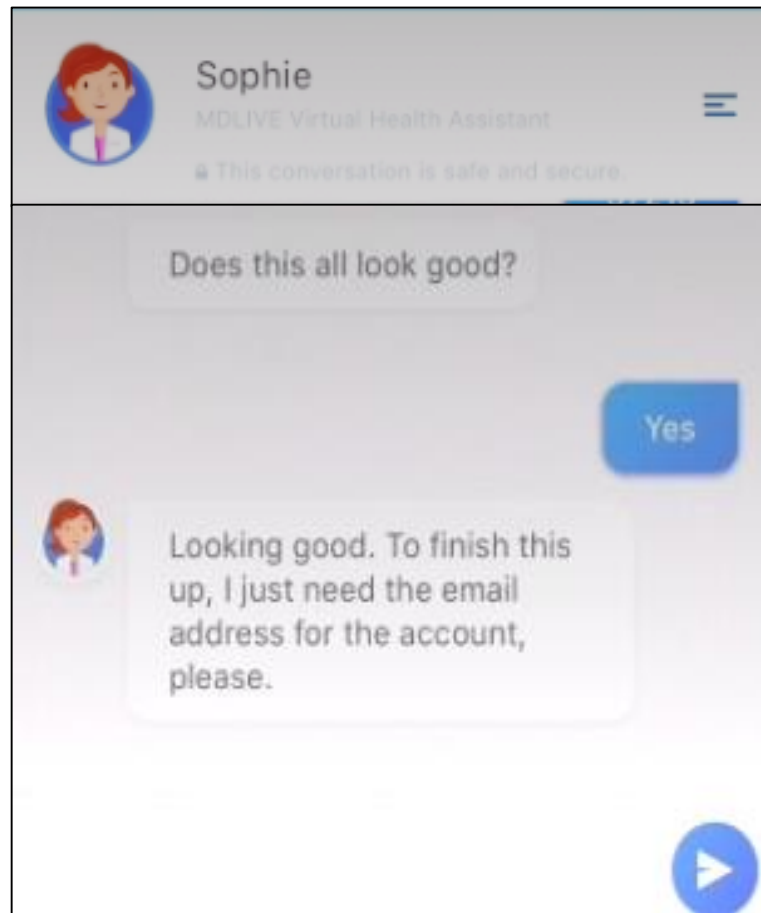 Sophie
MDLIVE Virtual Health Assistant
This conversation is safe and secure.
Does this all look good?
Yes
Looking good. To finish this
up, I just need the email
address for the account,
please.